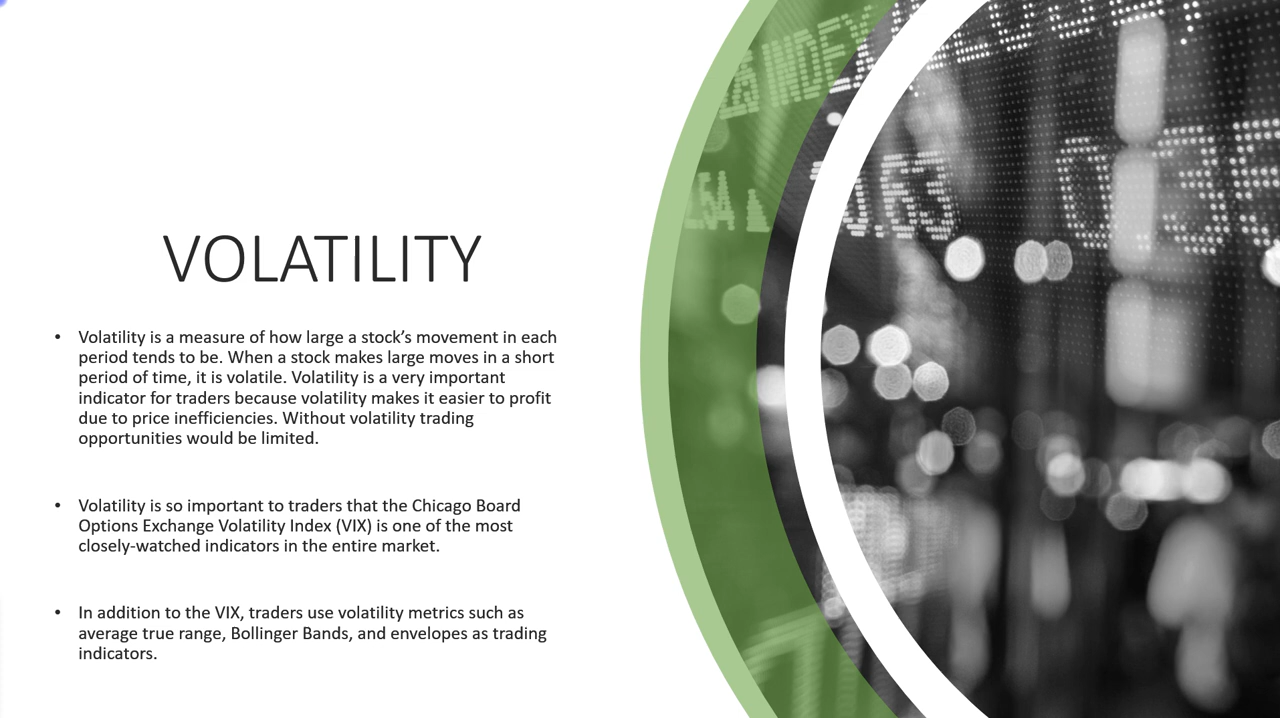 VOLATILITY
• Volatility is a measure of how large a stock’s movement in each
period tends to be. When a stock makes large moves in a short
period of time, it is volatile. Volatility is a very important
indicator for traders because volatility makes it easier to profit
due to price inefficiencies. Without volatility trading
opportunities would be limited.
• Volatility is so important to traders that the Chicago Board
Options Exchange Volatility Index (VIX) is one of the most
closely-watched indicators in the entire market.
• In addition to the VIX, traders use volatility metrics such as
average true range, Bollinger Bands, and envelopes as trading
indicators.
INDEX